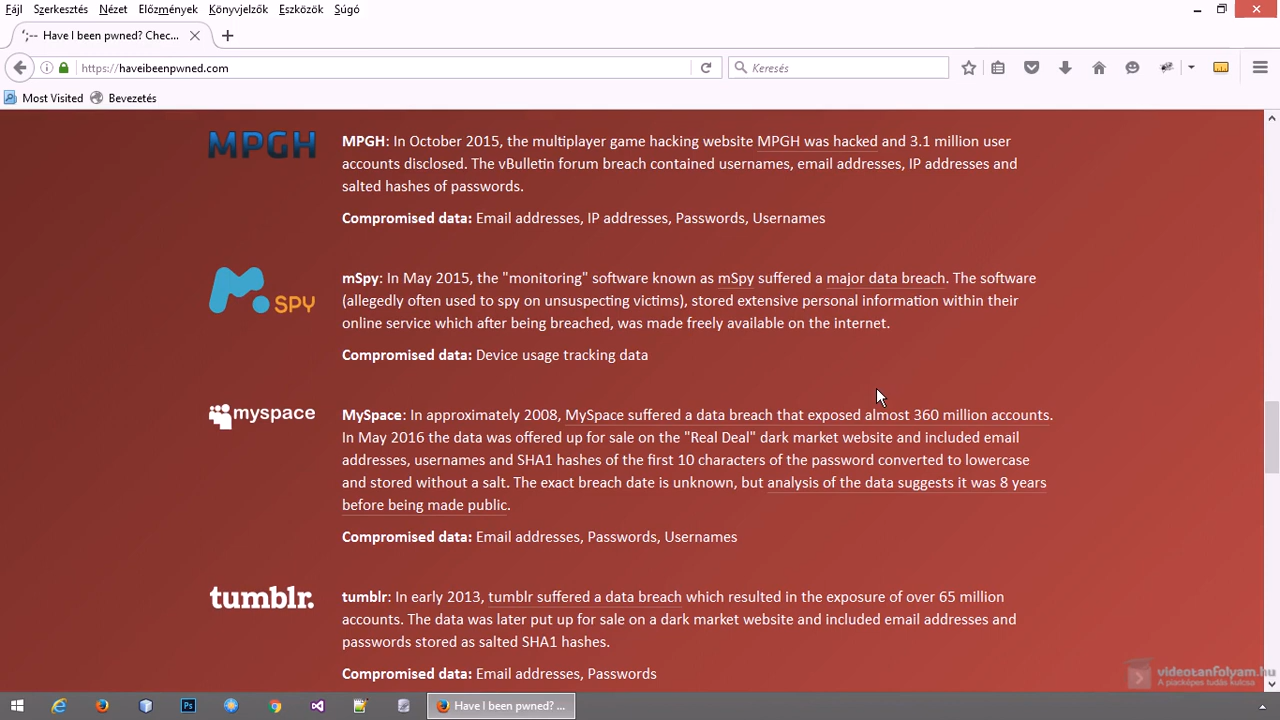 Fájl Szerkesztés Nézet Előzmények Könyvjelzők Eszközök Súgó
Have I been pwned? Chec...
https://haveibeenpwned.com
Keresés
Most Visited Bevezetés
MPGH
MPGH: In October 2015, the multiplayer game hacking website MPGH was hacked and 3.1 million user
accounts disclosed. The vBulletin forum breach contained usernames, email addresses, IP addresses and
salted hashes of passwords.
Compromised data: Email addresses, IP addresses, Passwords, Usernames
SPY
mSpy: In May 2015, the "monitoring" software known as mSpy suffered a major data breach. The software
(allegedly often used to spy on unsuspecting victims), stored extensive personal information within their
online service which after being breached, was made freely available on the internet.
Compromised data: Device usage tracking data
myspace
MySpace: In approximately 2008, MySpace suffered a data breach that exposed almost 360 million accounts.
In May 2016 the data was offered up for sale on the "Real Deal" dark market website and included email
addresses, usernames and SHA1 hashes of the first 10 characters of the password converted to lowercase
and stored without a salt. The exact breach date is unknown, but analysis of the data suggests it was 8 years
before being made public.
Compromised data: Email addresses, Passwords, Usernames
tumblr.
tumblr: In early 2013, tumblr suffered a data breach which resulted in the exposure of over 65 million
accounts. The data was later put up for sale on a dark market website and included email addresses and
passwords stored as salted SHA1 hashes.
Compromised data: Email addresses, Passwords
videotanfolyam.hu
A piacképes tudás kulcsa
Ps
Have I been pwned? ...